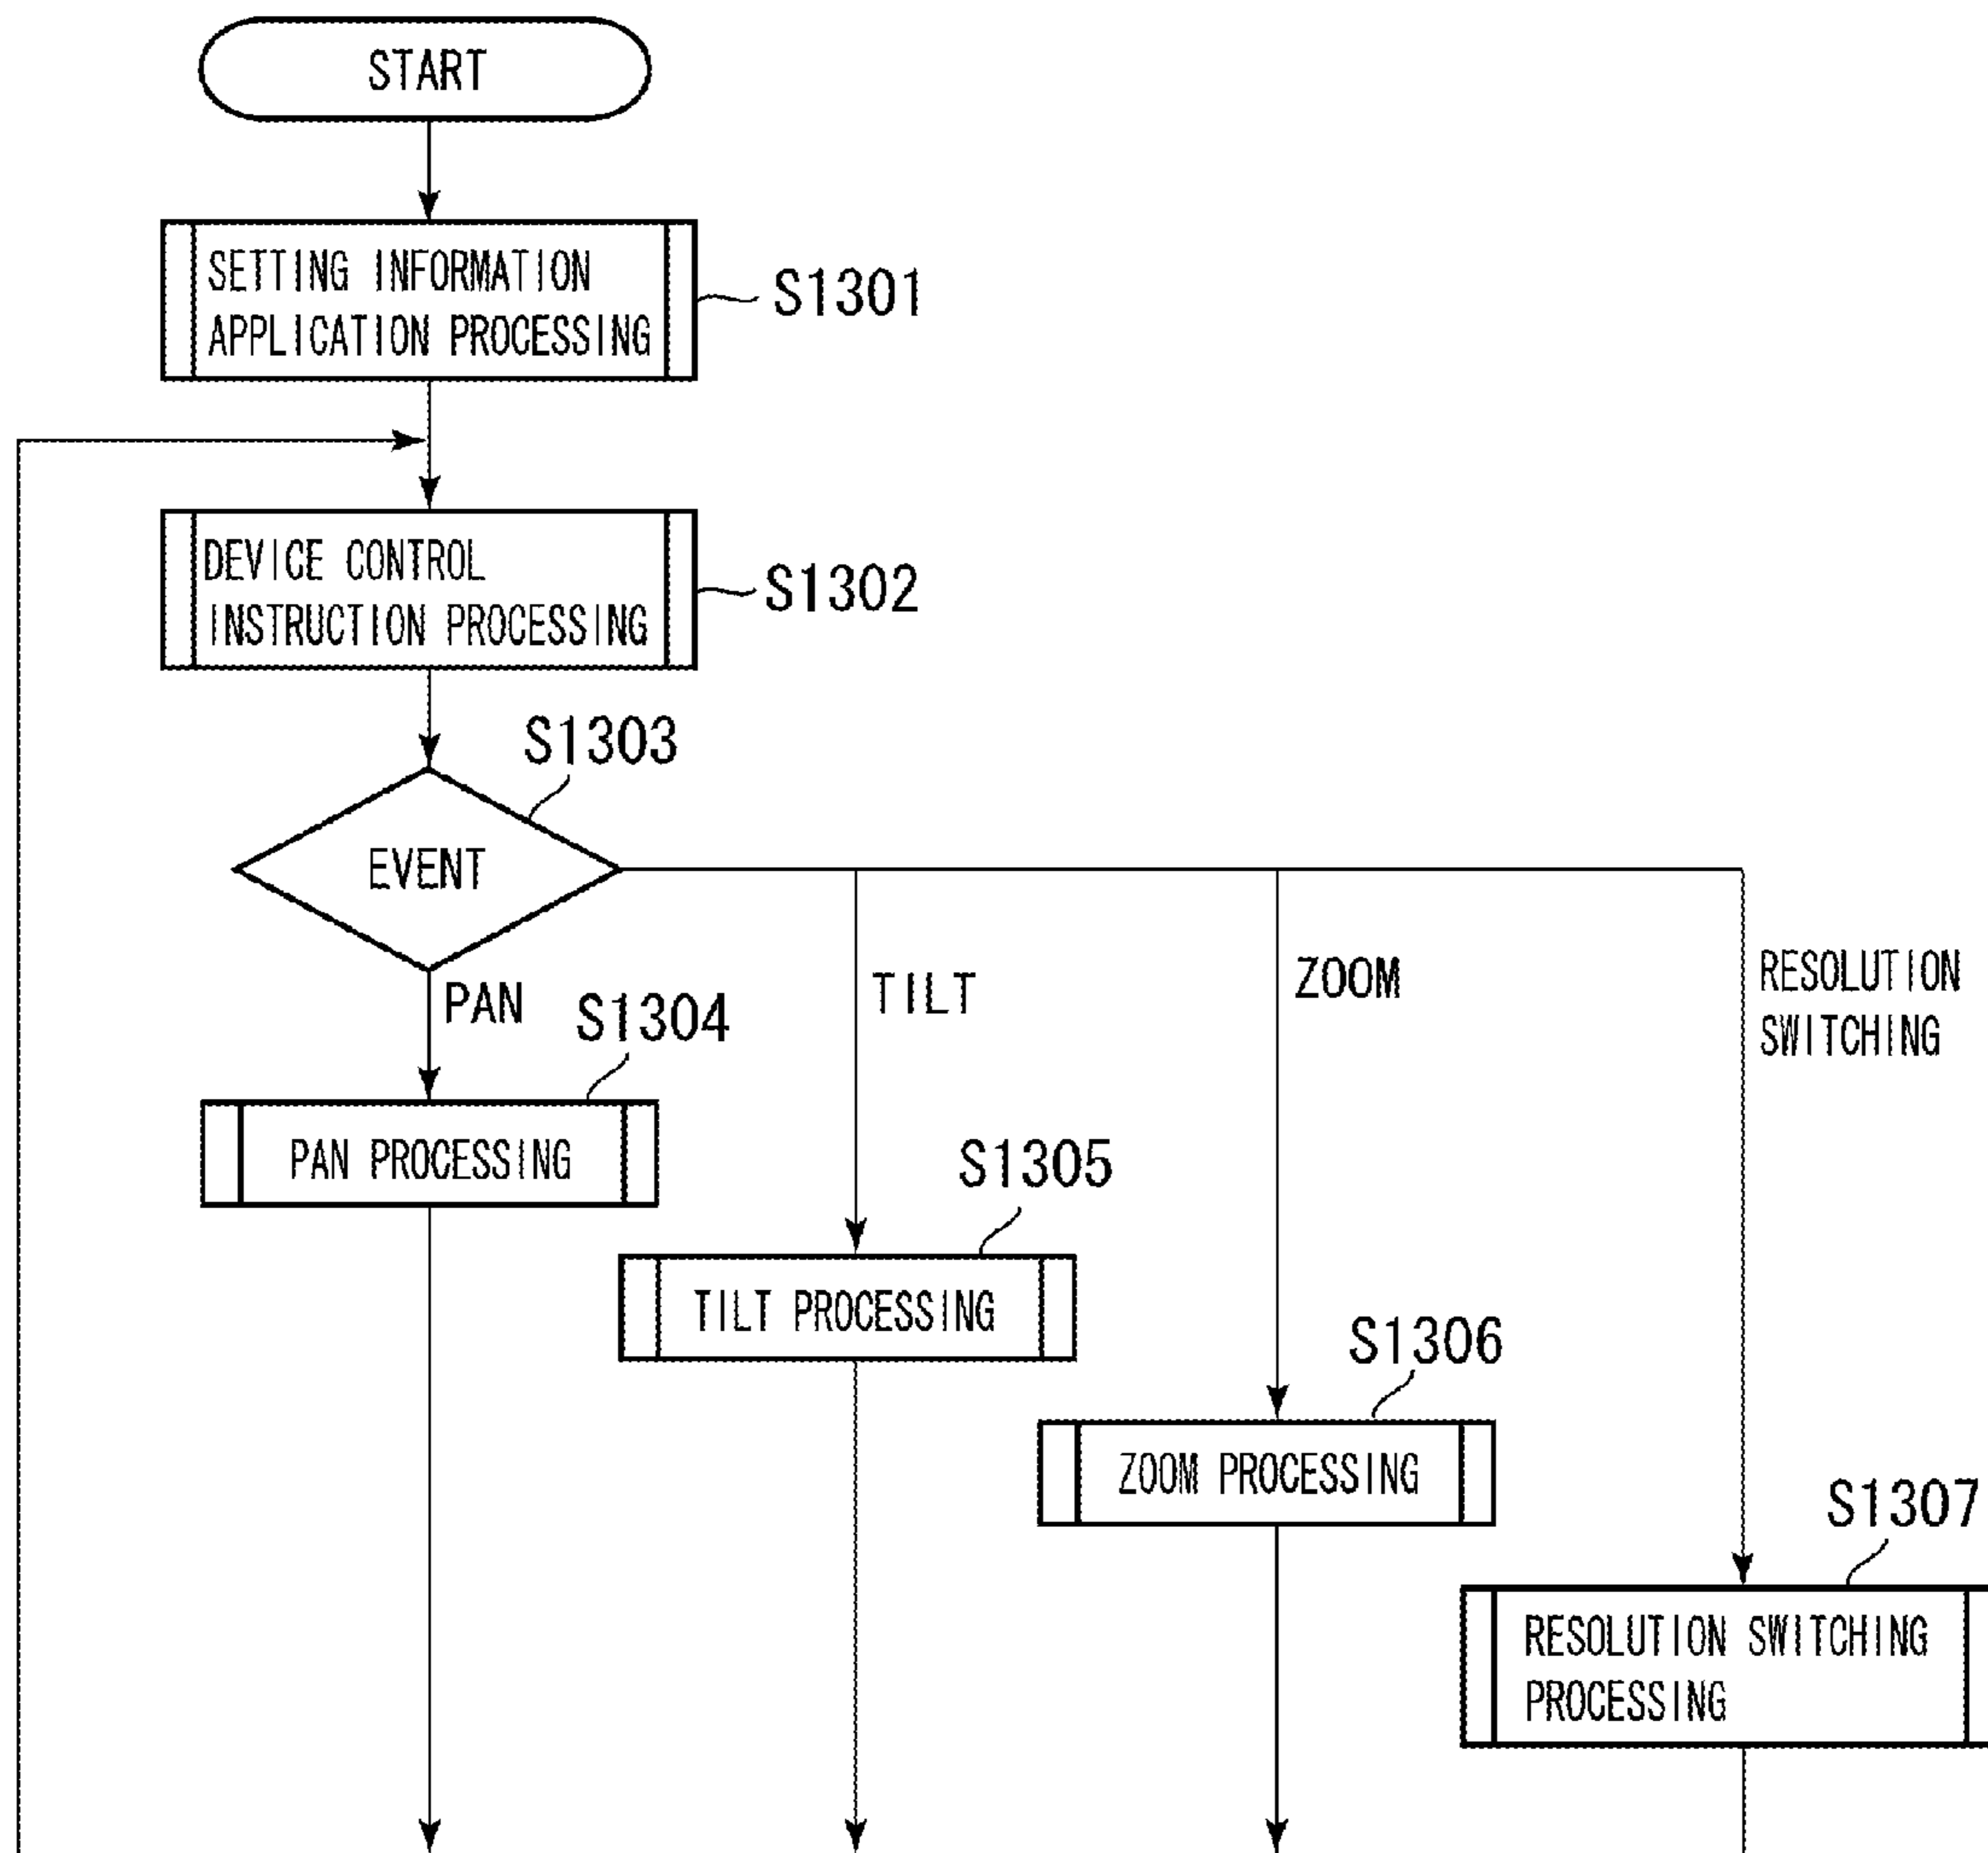 START
SETTING INFORMATION
APPLICATION PROCESSING
S1301
DEVICE CONTROL
INSTRUCTION PROCESSING
S1302
S1303
EVENT
PAN
TILT
ZOOM
RESOLUTION
SWITCHING
S1304
PAN PROCESSING
S1305
TILT PROCESSING
S1306
ZOOM PROCESSING
S1307
RESOLUTION SWITCHING
PROCESSING